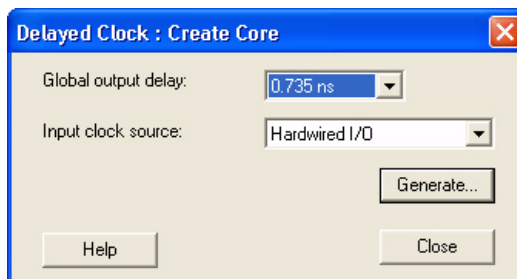 Delayed Clock : Create Core
Global output delay: 0.735 ns
Input clock source: Hardwired I/O
Generate...
Help Close